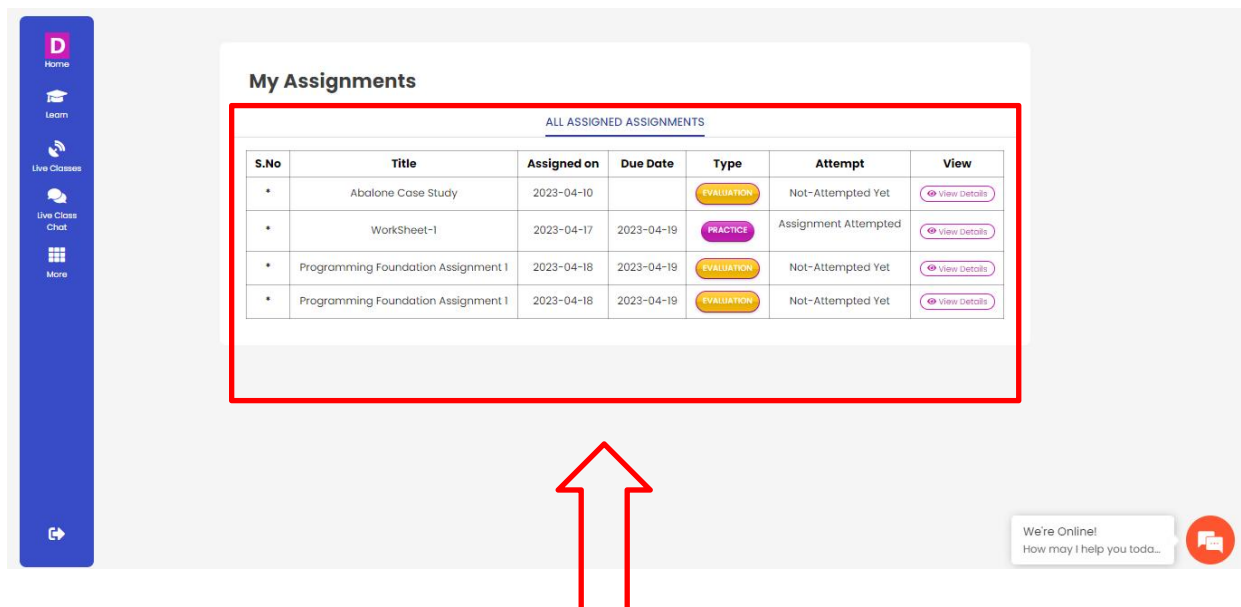 D
Home
Learn
Live Classes
Live Class
Chat
More
My Assignments
ALL ASSIGNED ASSIGNMENTS
S.No Title Assigned on Due Date Type Attempt View
* Abalone Case Study 2023-04-10 EVALUATION Not-Attempted Yet View Details
* WorkSheet-1 2023-04-17 2023-04-19 PRACTICE Assignment Attempted View Details
* Programming Foundation Assignment 1 2023-04-18 2023-04-19 EVALUATION Not-Attempted Yet View Details
* Programming Foundation Assignment 1 2023-04-18 2023-04-19 EVALUATION Not-Attempted Yet View Details
We're Online!
How may I help you toda...